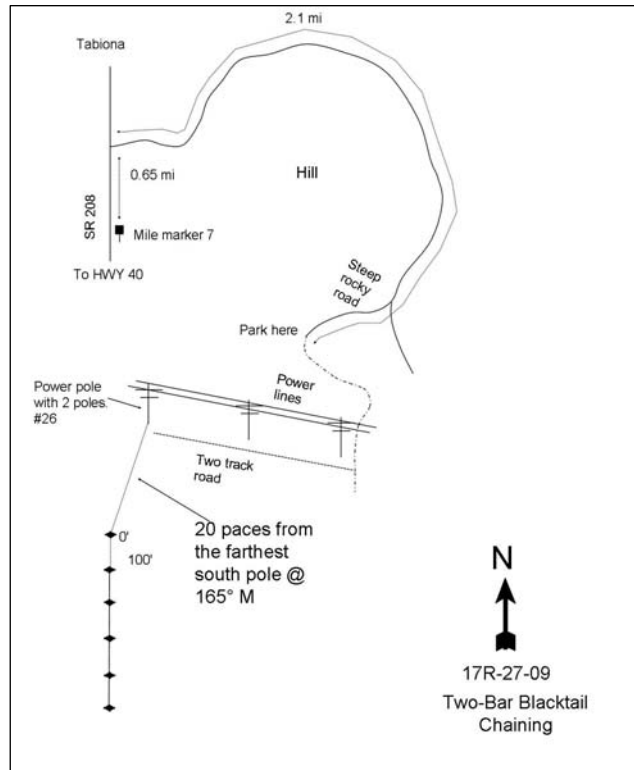 2.1 mi
Tabiona
0.65 mi
Hill
SR 208
Mile marker 7
To HWY 40
Steep
rocky
road
Park here
Power
lines
Power pole
with 2 poles.
#26
Two track
road
0'
100'
20 paces from
the farthest
south pole @
165° M
N
17R-27-09
Two-Bar Blacktail
Chaining